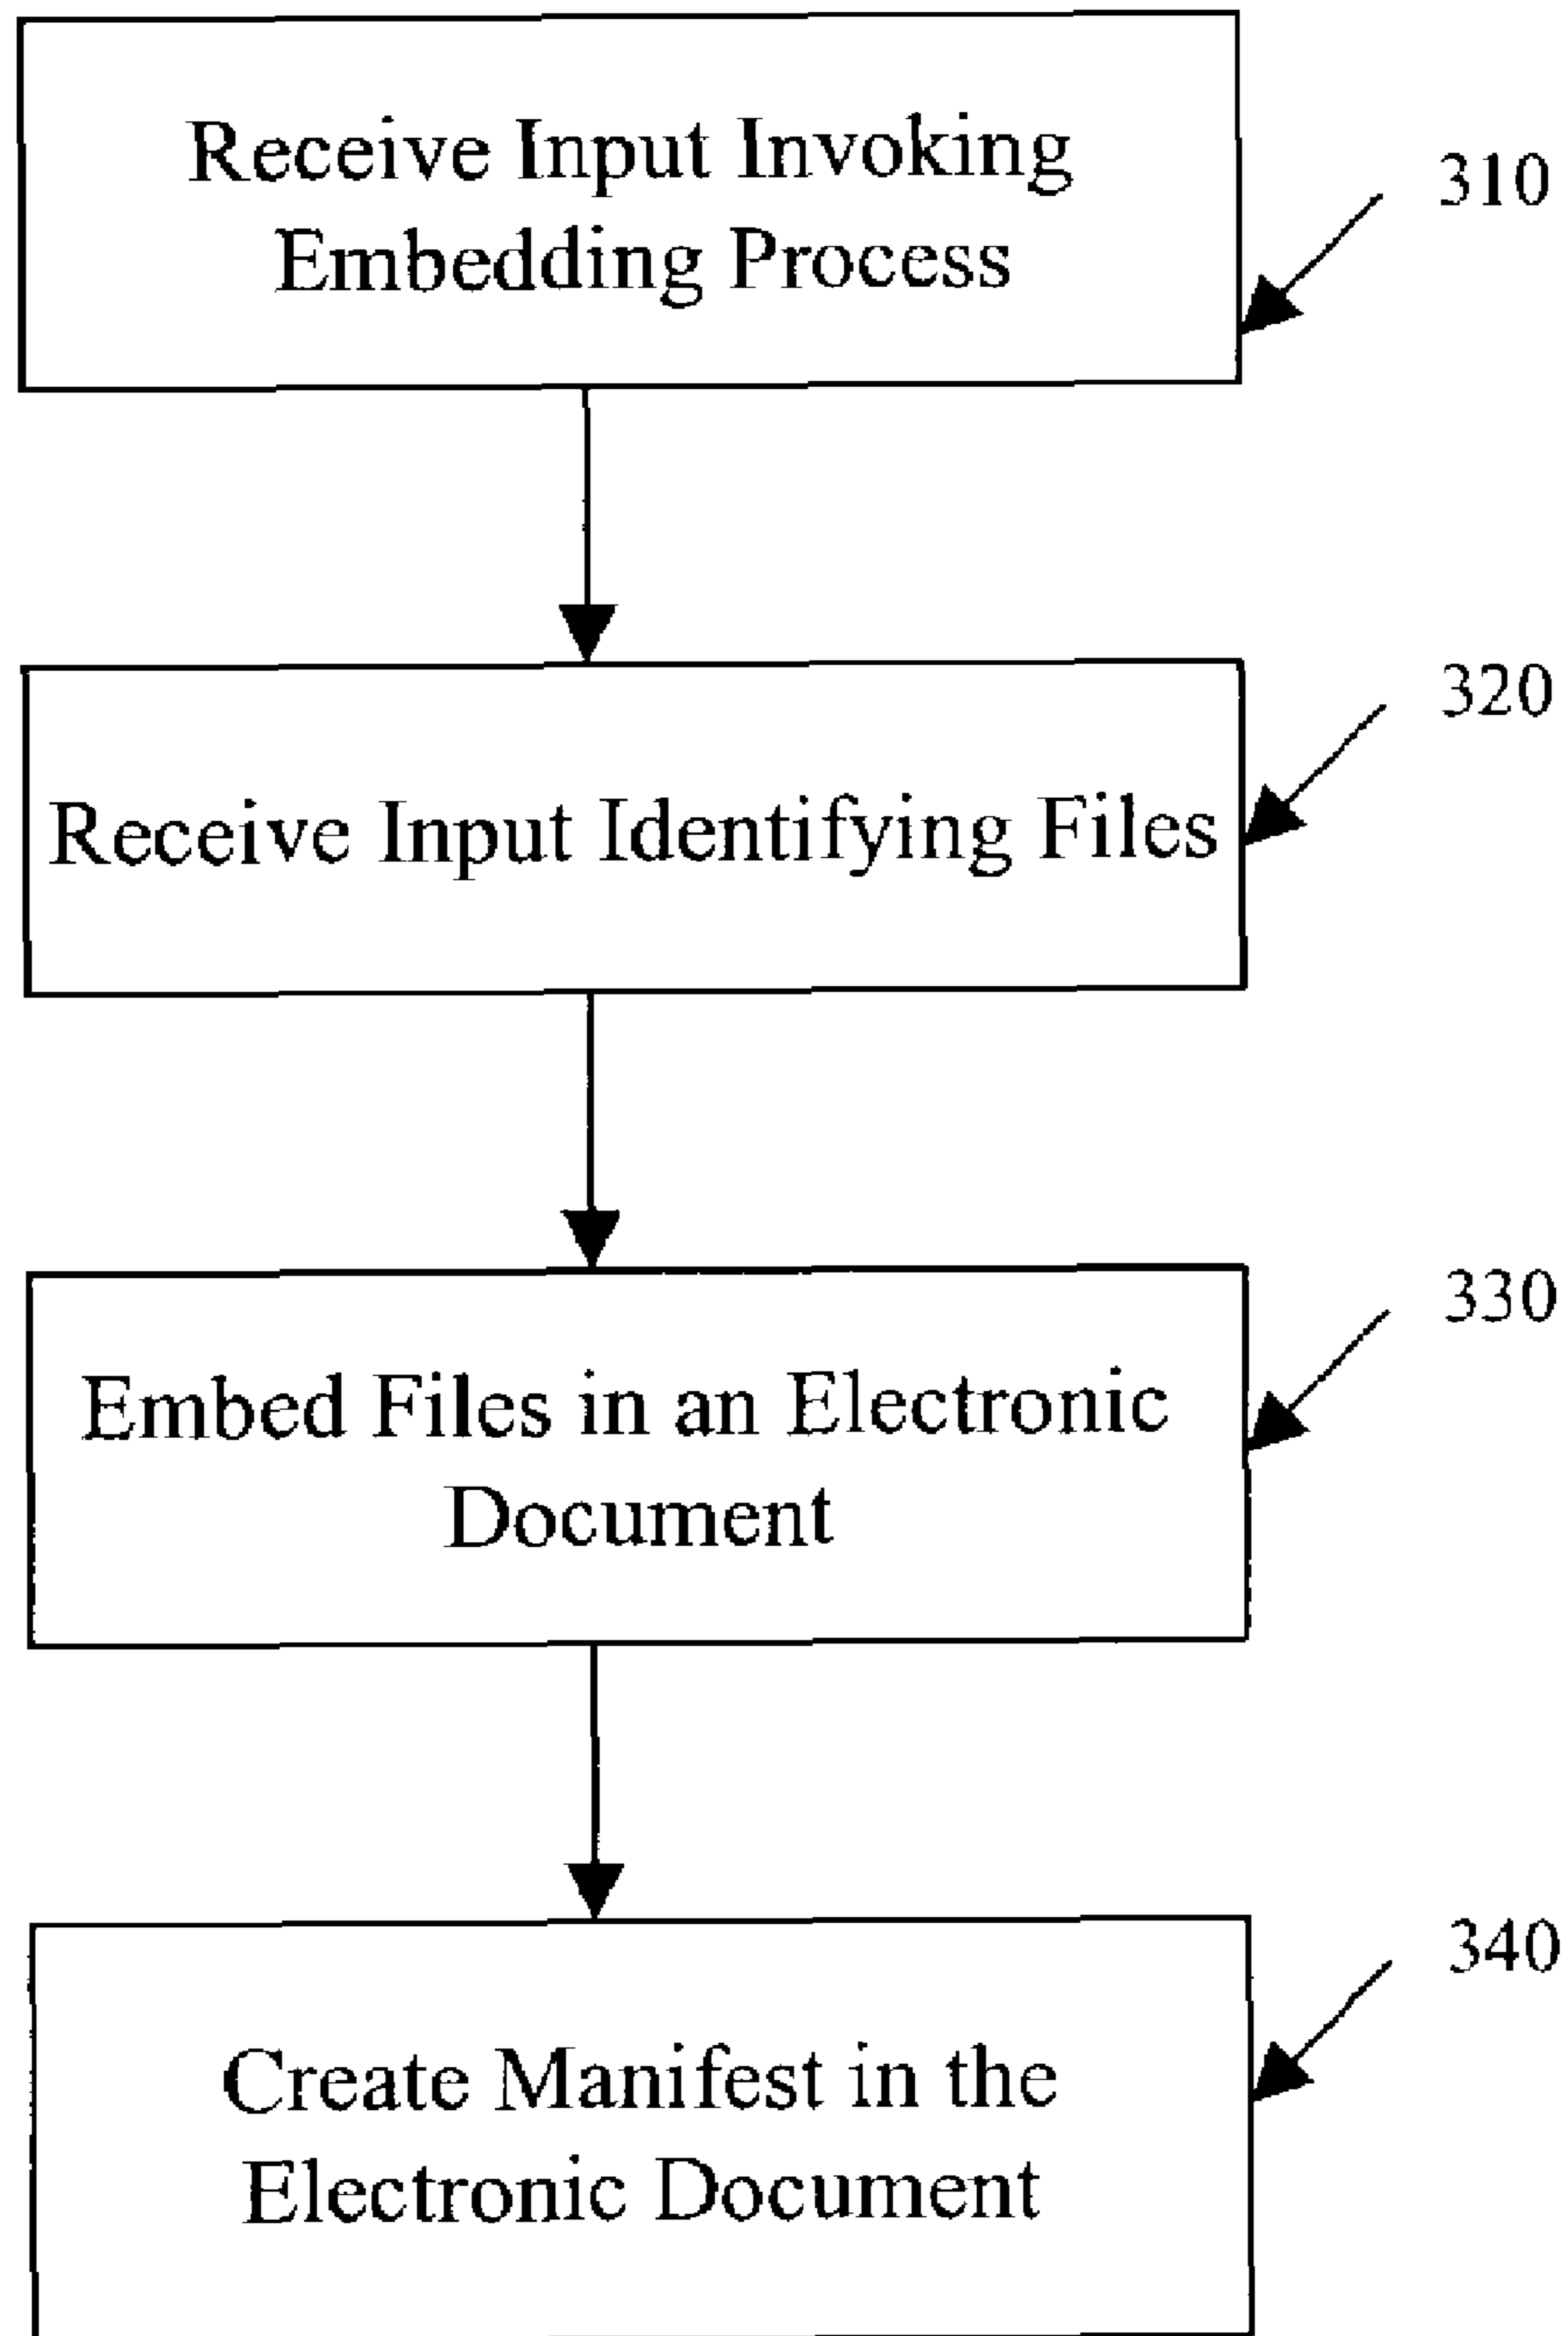 Receive Input Invoking
Embedding Process
310
Receive Input Identifying Files
320
Embed Files in an Electronic
Document
330
Create Manifest in the
Electronic Document
340